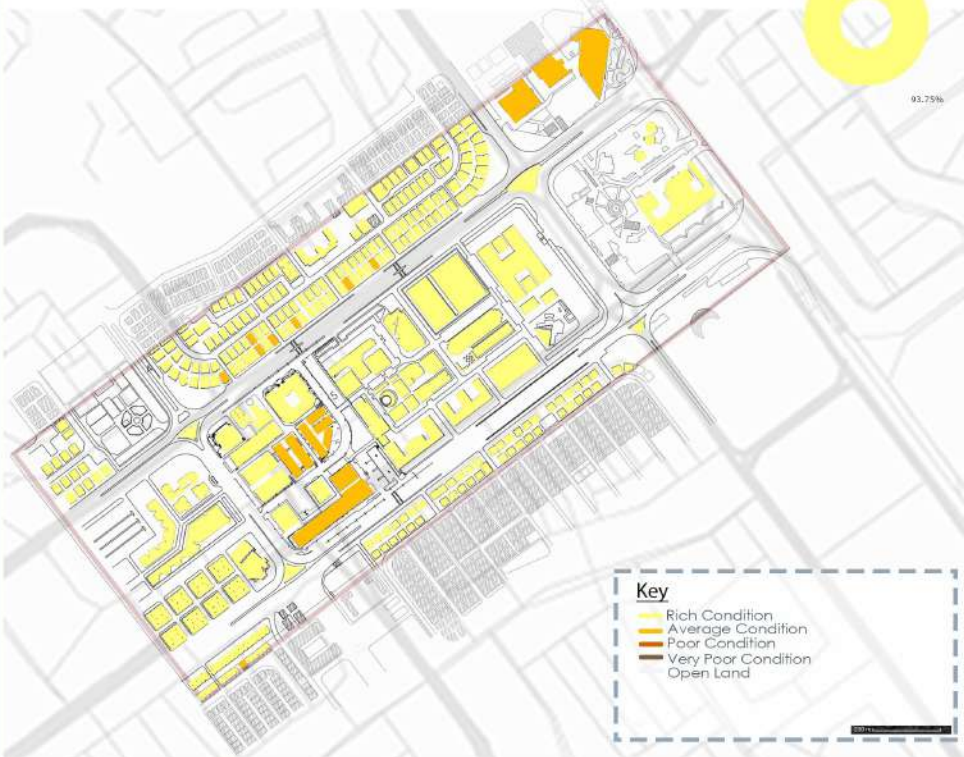 93.75%
Key
Rich Condition
Average Condition
Poor Condition
Very Poor Condition
Open Land